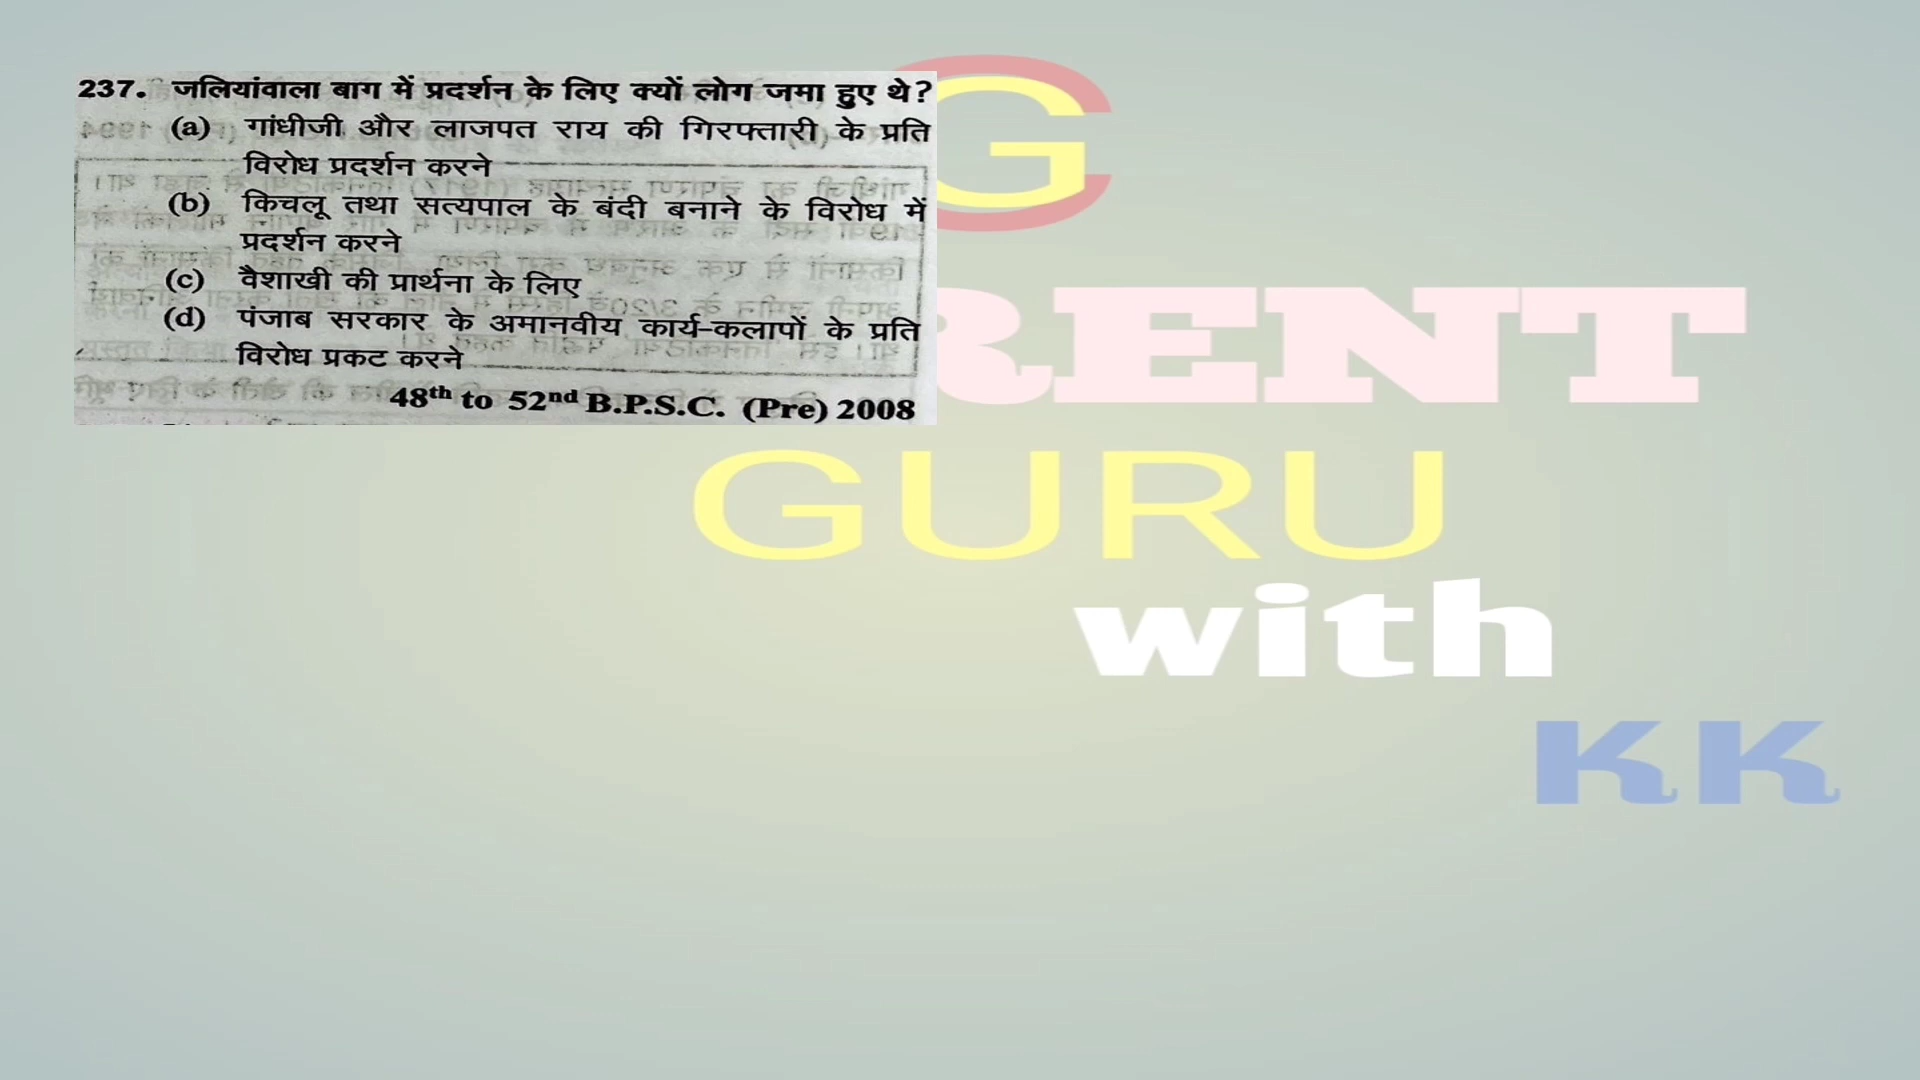 237. जलियांवाला बाग में प्रदर्शन के लिए क्यों लोग जमा हुए थे?
(a) गांधीजी और लाजपत राय की गिरफ्तारी के प्रति
विरोध प्रदर्शन करने
(b) किचलू तथा सत्यपाल के बंदी बनाने के विरोध में
प्रदर्शन करने
(c) वैशाखी की प्रार्थना के लिए
(d) पंजाब सरकार के अमानवीय कार्य-कलापों के प्रति
विरोध प्रकट करने
48th to 52nd B.P.S.C. (Pre) 2008
G
RENT
GURU
with
KK